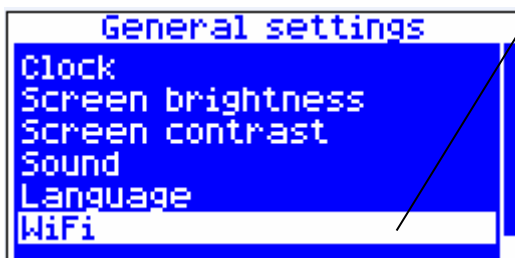 General settings
Clock
Screen brightness
Screen contrast
Sound
Language
WiFi